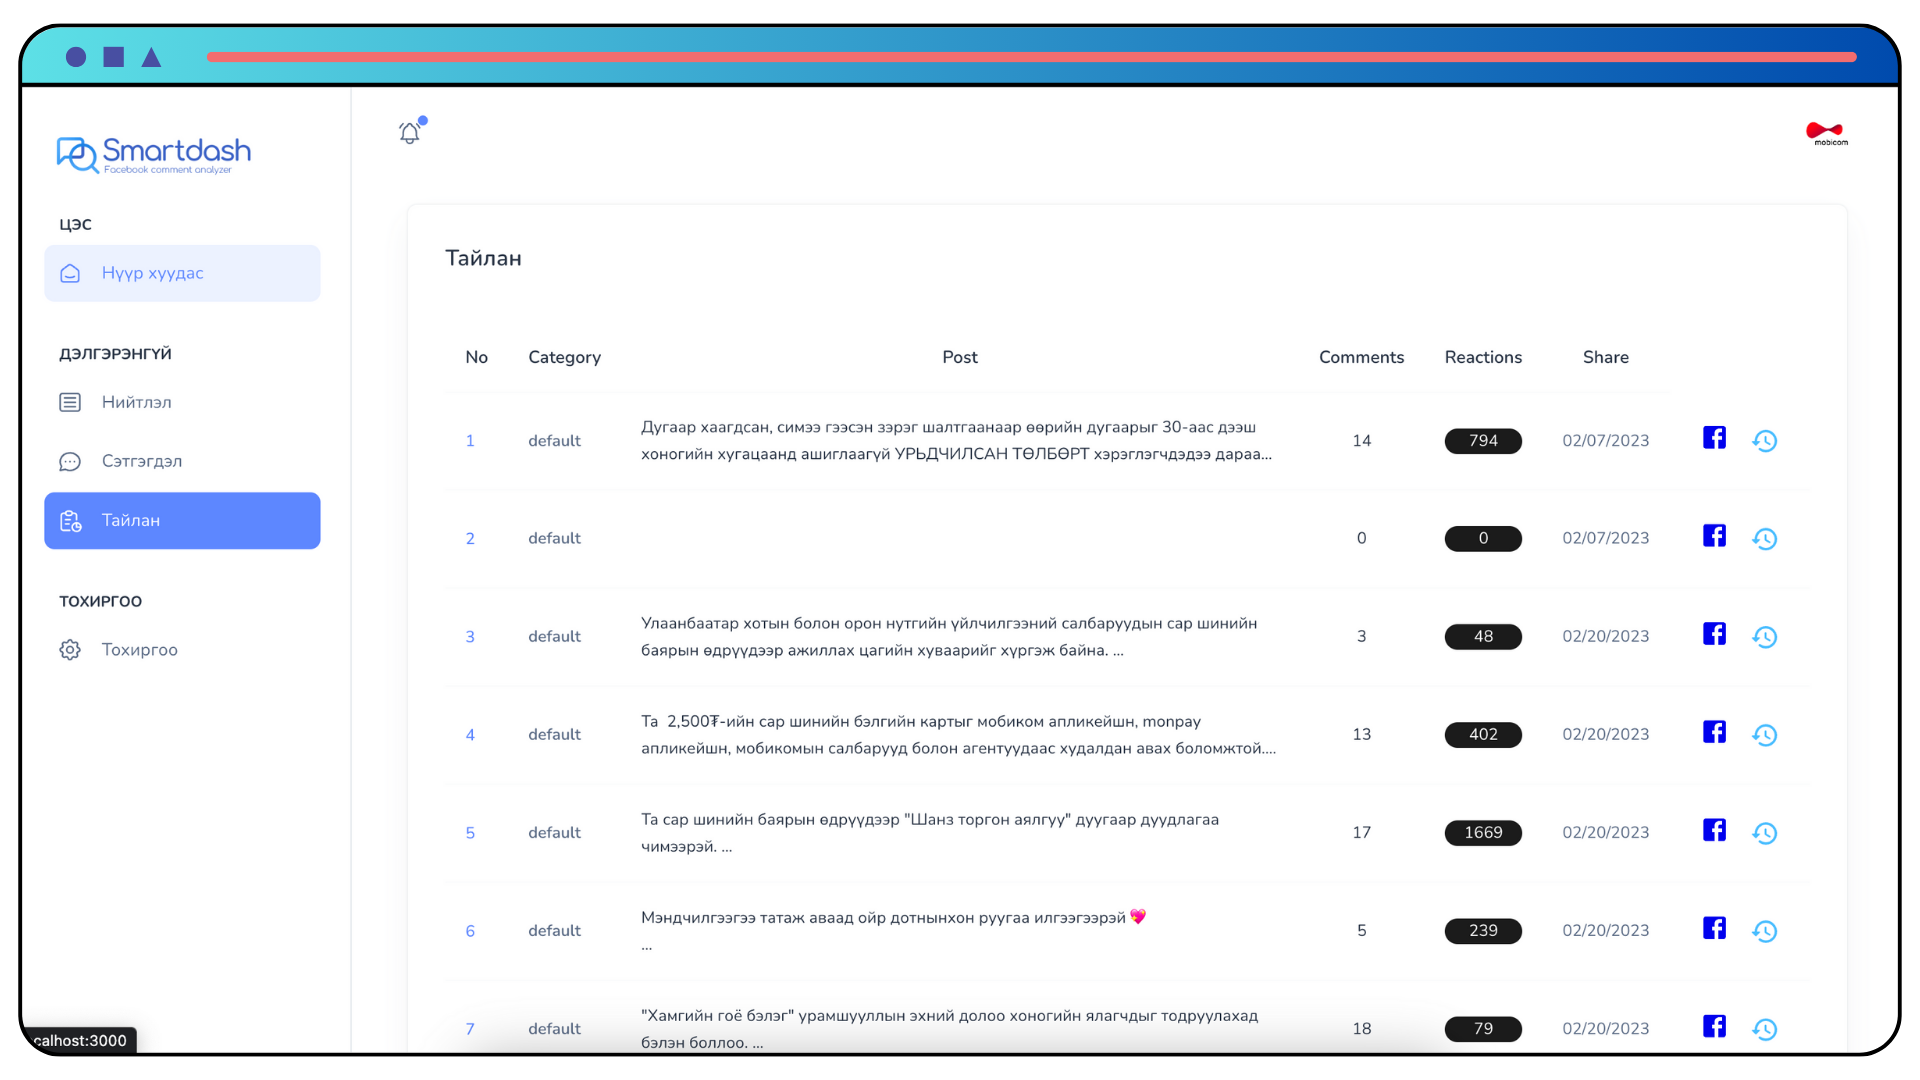 Smartdash
Facebook comment analyzer
mobicom
ЦЭС
Нүүр хуудас
ДЭЛГЭРЭНГҮЙ
Нийтлэл
Сэтгэгдэл
Тайлан
ТОХИРГОО
Тохиргоо
Тайлан
No Category Post Comments Reactions Share
1 default Дугаар хаагдсан, симээ гээсэн зэрэг шалтгаанаар өөрийн дугаарыг 30-аас дээш
хоногийн хугацаанд ашиглаагүй УРЬДЧИЛСАН ТӨЛБӨРТ хэрэглэгчдэдээ дараа... 14 794 02/07/2023
2 default 0 0 02/07/2023
3 default Улаанбаатар хотын болон орон нутгийн үйлчилгээний салбаруудын сар шинийн
баярын өдрүүдээр ажиллах цагийн хуваарийг хүргэж байна. ... 3 48 02/20/2023
4 default Та 2,500₮-ийн сар шинийн бэлгийн картыг мобиком апликейшн, monpay
апликейшн, мобикомын салбарууд болон агентуудаас худалдан авах боломжтой.... 13 402 02/20/2023
5 default Та сар шинийн баярын өдрүүдээр "Шанз торгон аялгуу" дуугаар дуудлагаа
чимээрэй. ... 17 1669 02/20/2023
6 default Мэндчилгээгээ татаж аваад ойр дотнынхон руугаа илгээгээрэй 💖
... 5 239 02/20/2023
7 default "Хамгийн гоё бэлэг" урамшууллын эхний долоо хоногийн ялагчдыг тодруулахад
бэлэн боллоо. ... 18 79 02/20/2023
calhost:3000